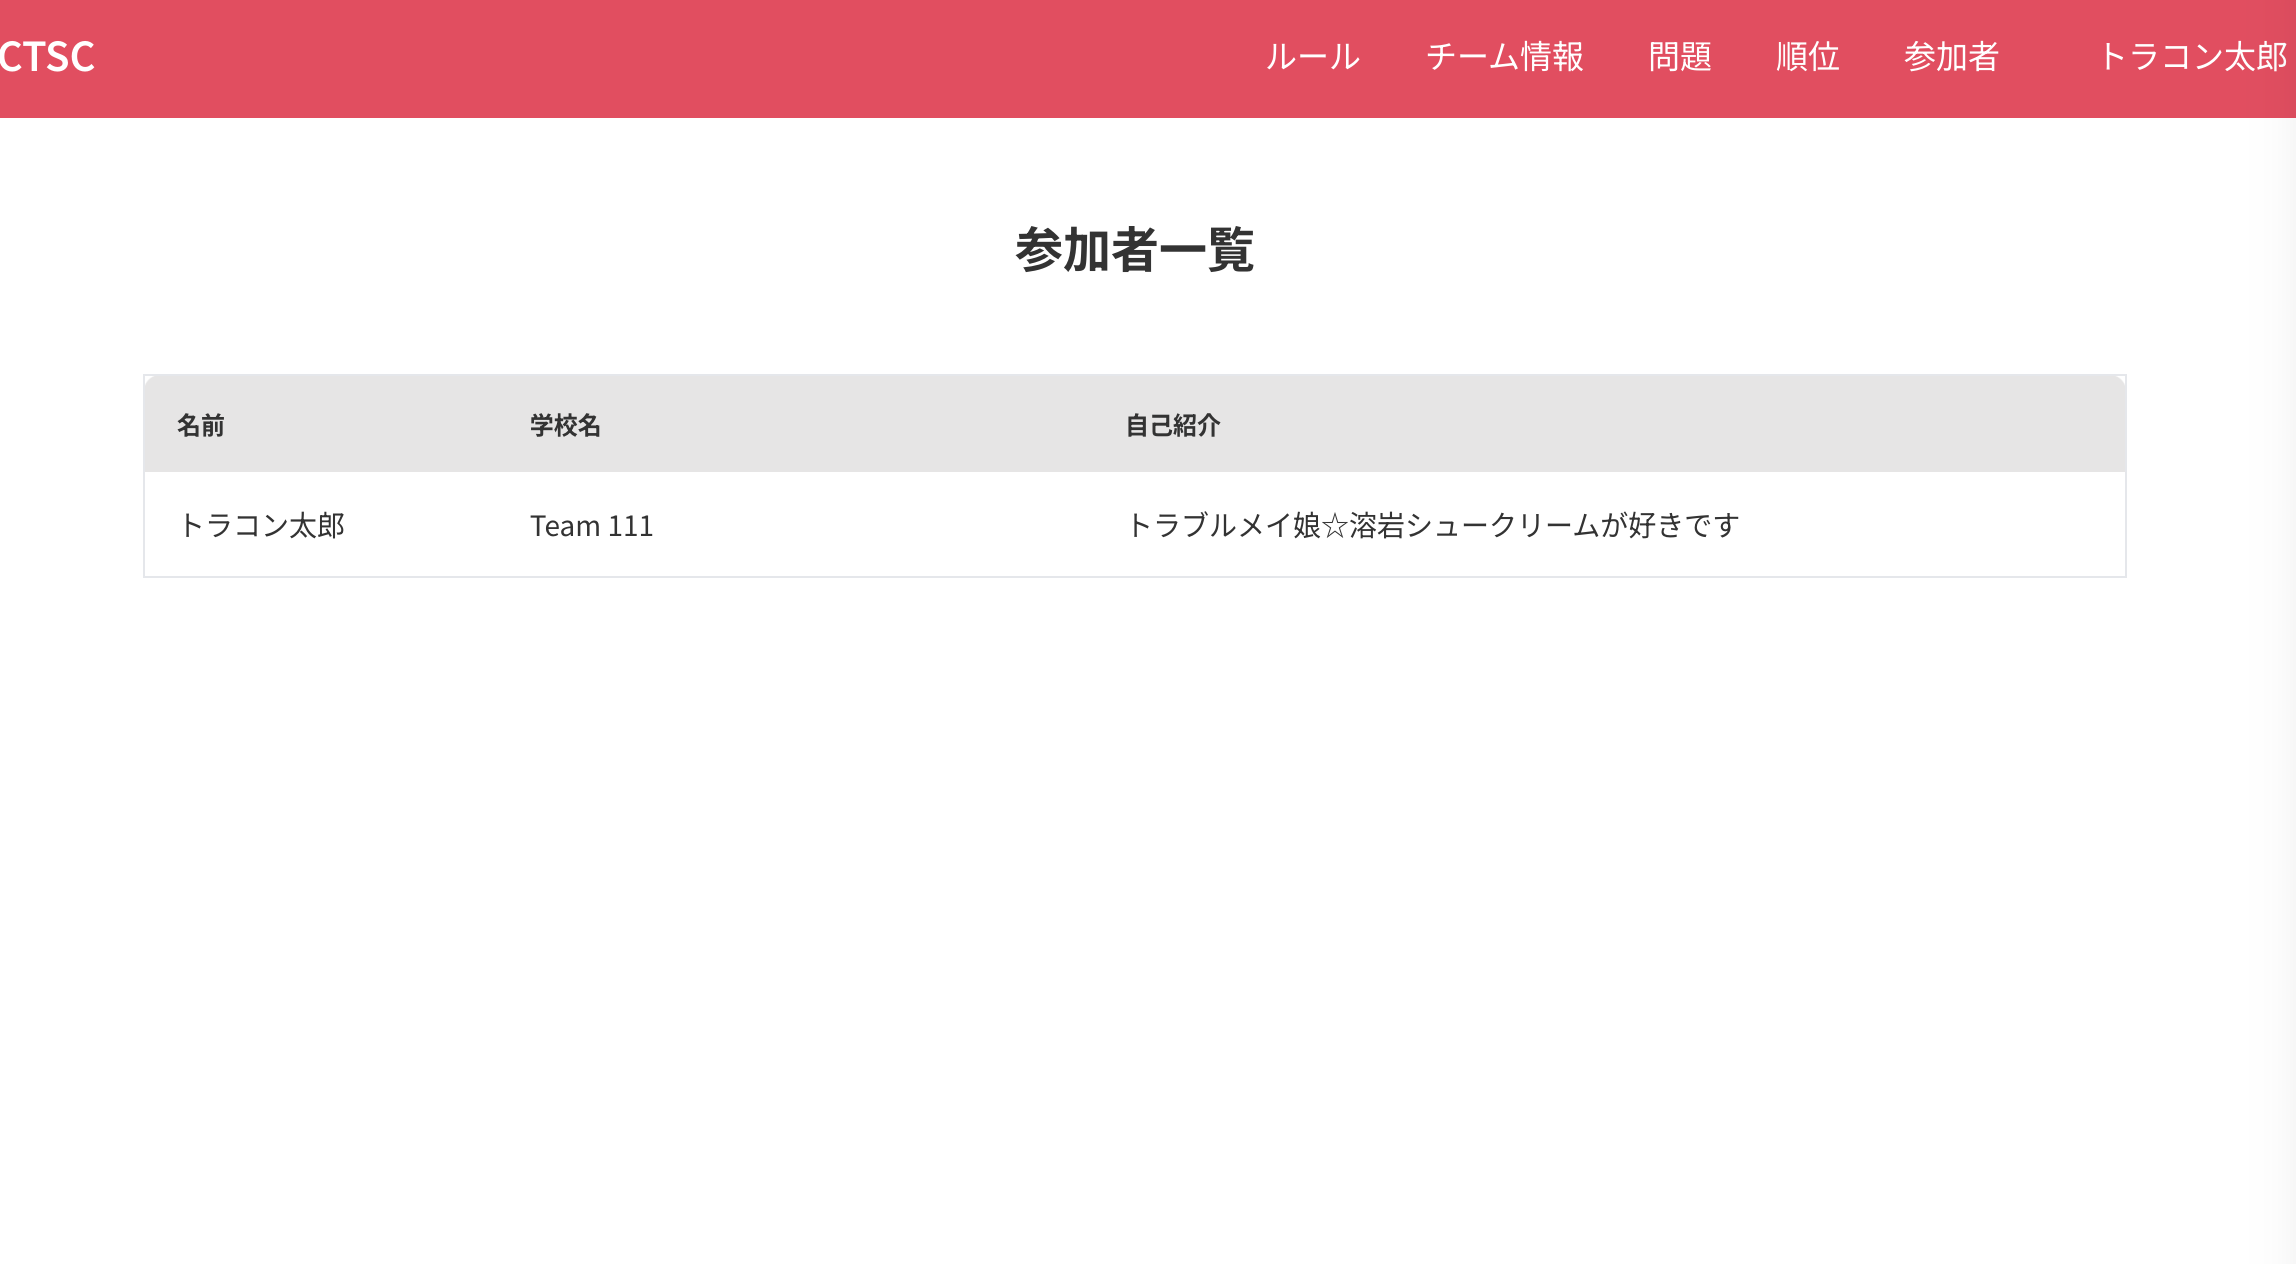 CTSC ルール チーム情報 問題 順位 参加者 トラコン太郎
参加者一覧
名前 学校名 自己紹介
トラコン太郎 Team 111 トラブルメイ娘☆溶岩シュークリームが好きです